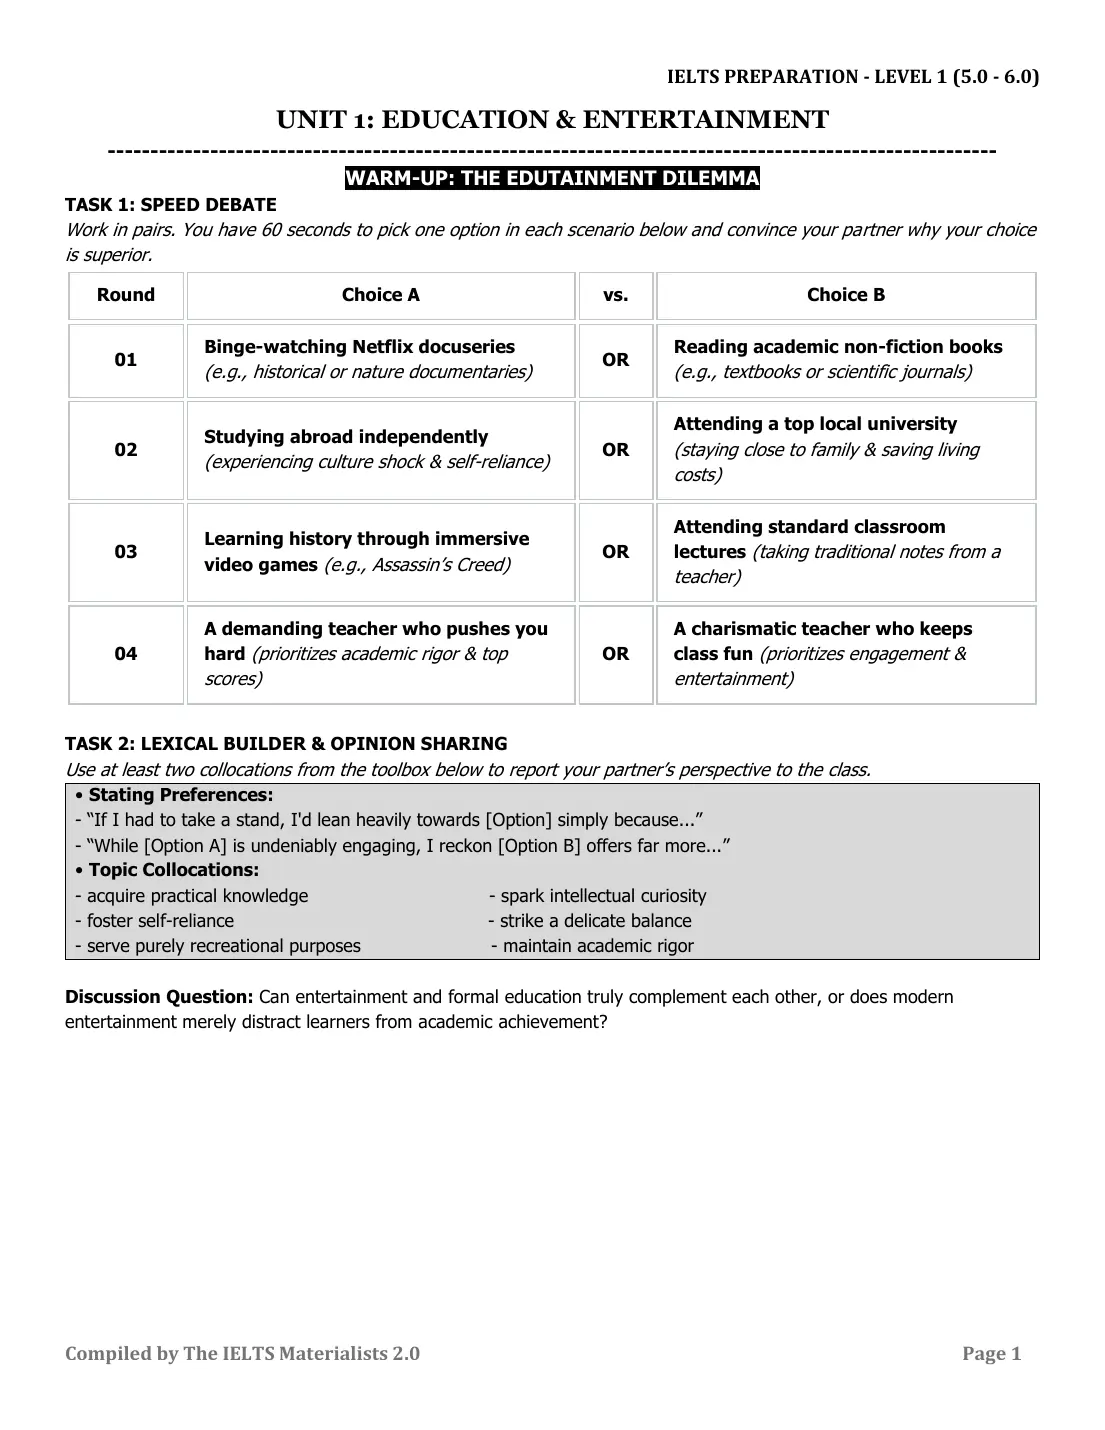 IELTS PREPARATION - LEVEL 1 (5.0 - 6.0)
UNIT 1: EDUCATION & ENTERTAINMENT
--------------------------------------------------------------------------------------------------------
WARM-UP: THE EDUTAINMENT DILEMMA
TASK 1: SPEED DEBATE
Work in pairs. You have 60 seconds to pick one option in each scenario below and convince your partner why your choice
is superior.
Round Choice A vs. Choice B
01 Binge-watching Netflix docuseries OR Reading academic non-fiction books
(e.g., historical or nature documentaries) (e.g., textbooks or scientific journals)
02 Studying abroad independently OR Attending a top local university
(experiencing culture shock & self-reliance) (staying close to family & saving living
costs)
03 Learning history through immersive OR Attending standard classroom
video games (e.g., Assassin’s Creed) lectures (taking traditional notes from a
teacher)
04 A demanding teacher who pushes you OR A charismatic teacher who keeps
hard (prioritizes academic rigor & top class fun (prioritizes engagement &
scores) entertainment)
TASK 2: LEXICAL BUILDER & OPINION SHARING
Use at least two collocations from the toolbox below to report your partner’s perspective to the class.
• Stating Preferences:
- “If I had to take a stand, I'd lean heavily towards [Option] simply because...”
- “While [Option A] is undeniably engaging, I reckon [Option B] offers far more...”
• Topic Collocations:
- acquire practical knowledge - spark intellectual curiosity
- foster self-reliance - strike a delicate balance
- serve purely recreational purposes - maintain academic rigor
Discussion Question: Can entertainment and formal education truly complement each other, or does modern
entertainment merely distract learners from academic achievement?
Compiled by The IELTS Materialists 2.0 Page 1